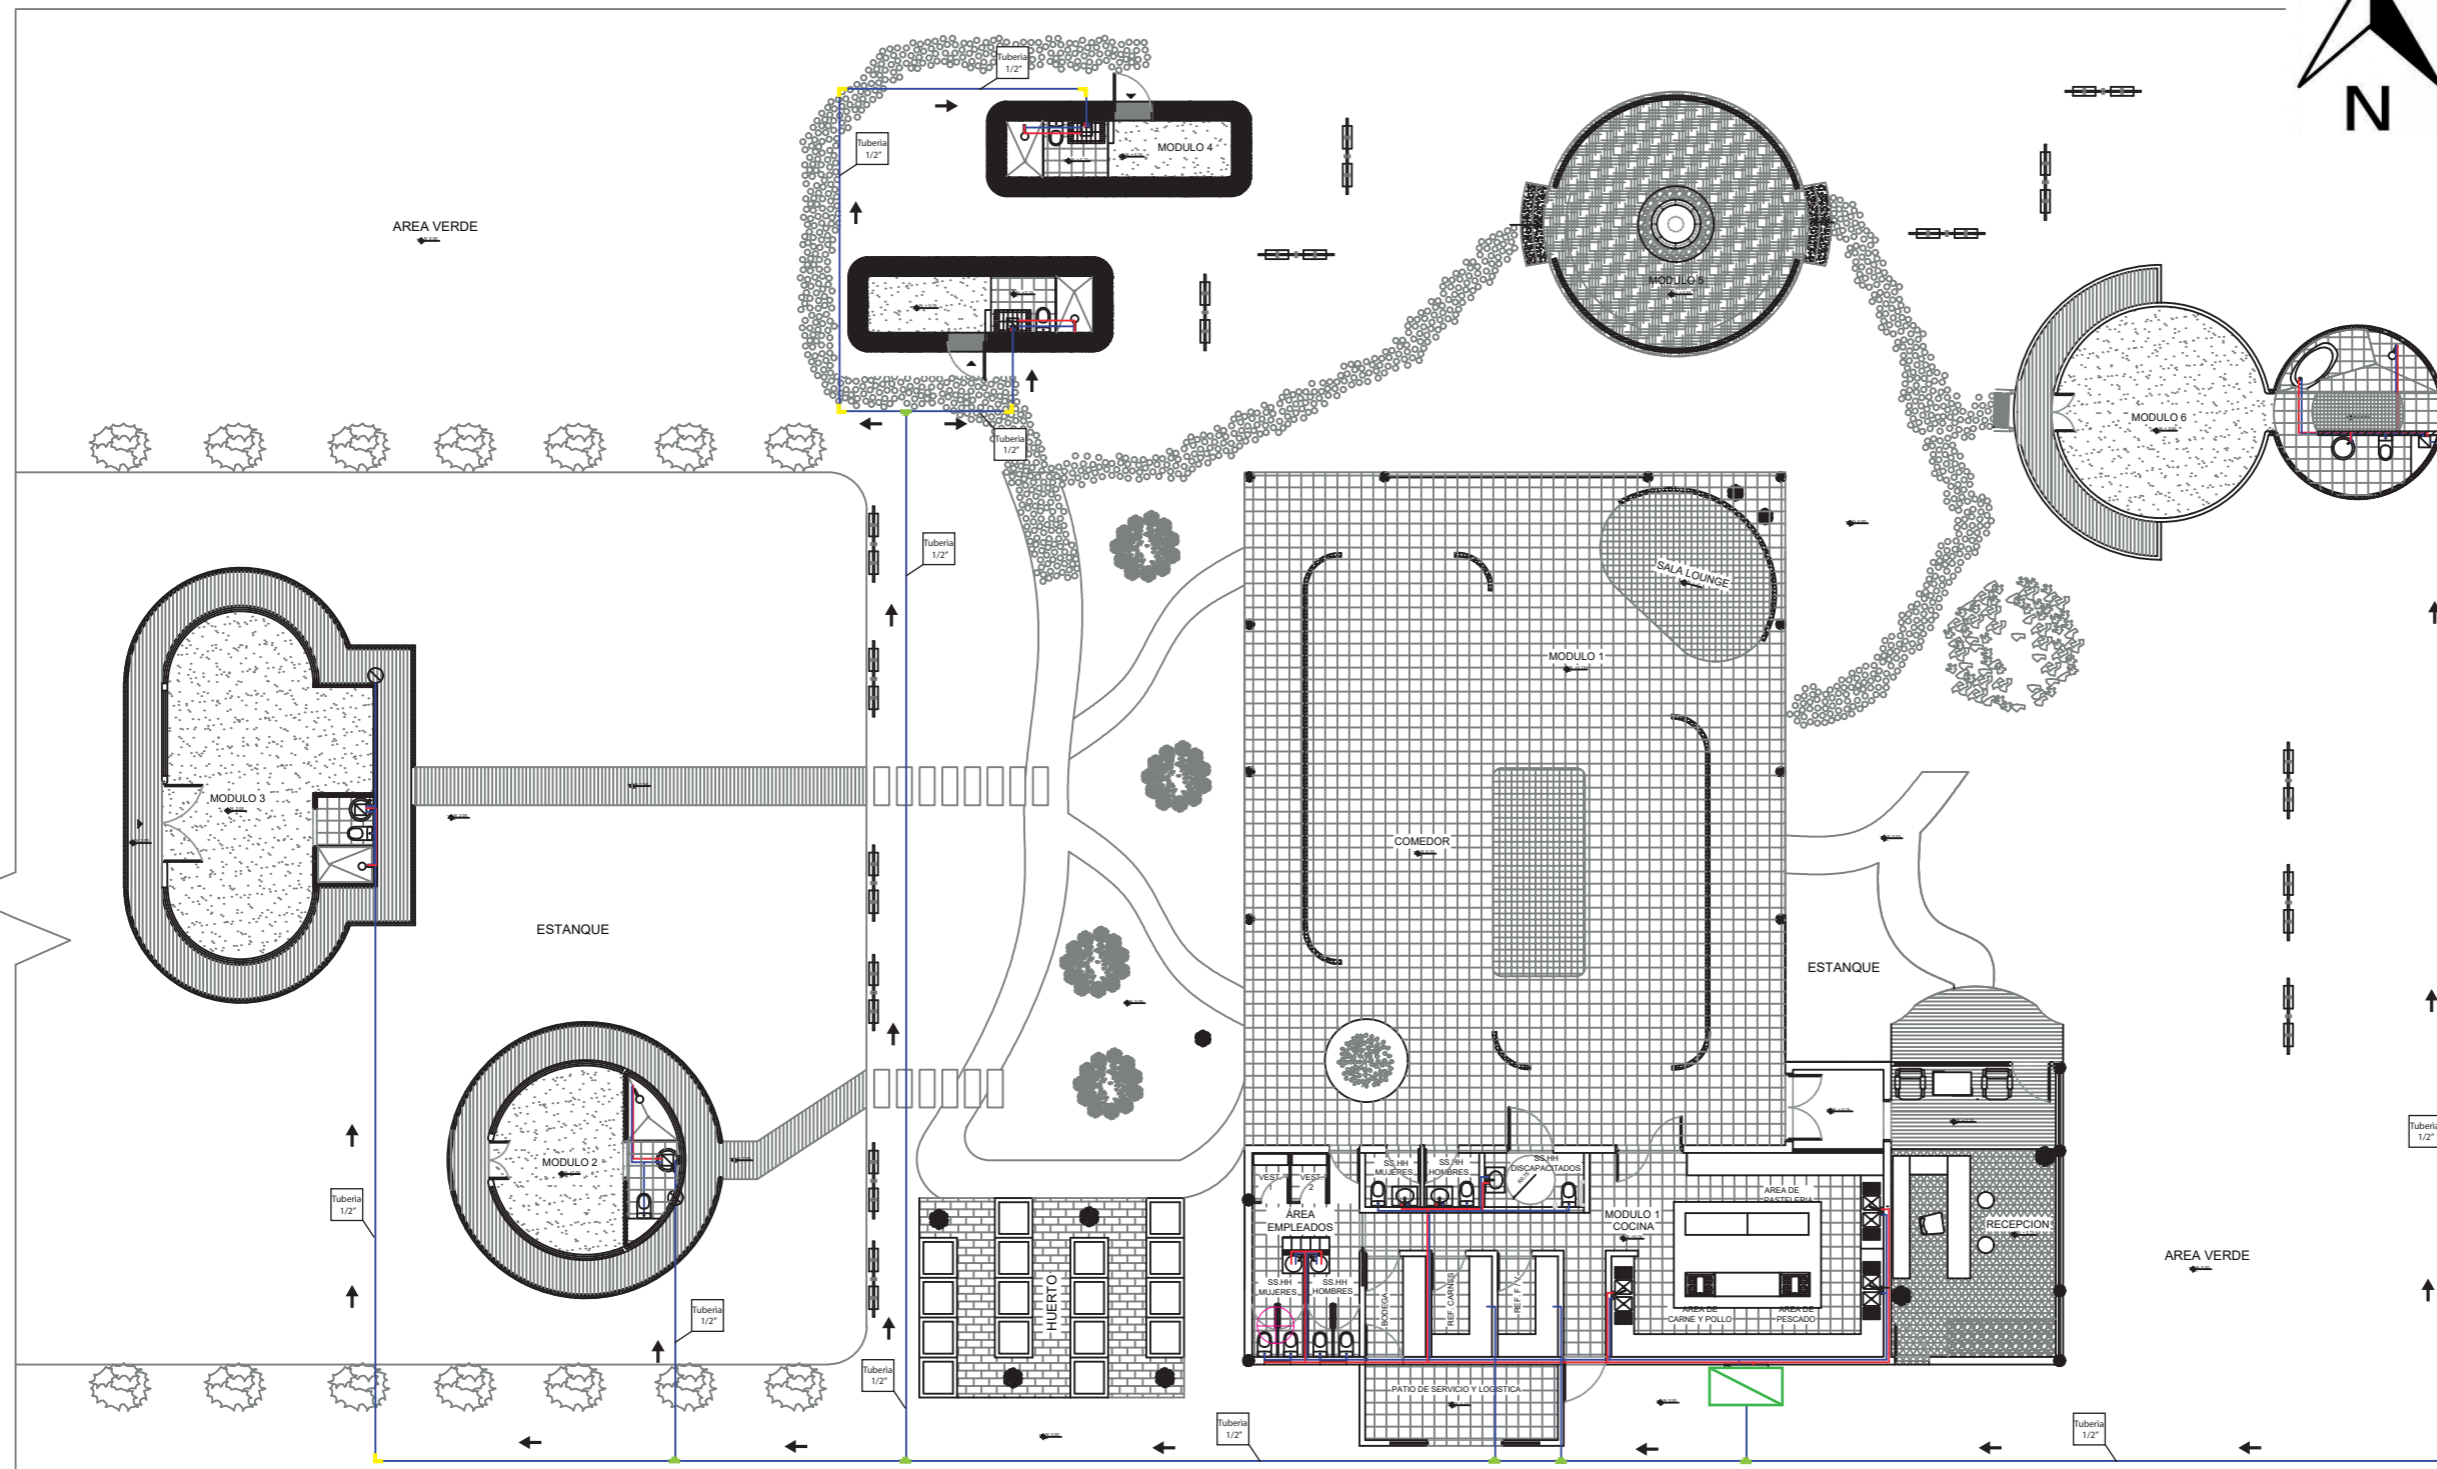 N
Tuberia
1/2"
Tuberia
1/2"
MODULO 4
AREA VERDE
MODULO 5
MODULO 6
Tuberia
1/2"
Tuberia
1/2"
SALA LOUNGE
MODULO 1
MODULO 3
COMEDOR
ESTANQUE
ESTANQUE
MODULO 2
Tuberia
1/2"
Tuberia
1/2"
SS.HH
MUJERES
SS.HH
HOMBRES
SS.HH
DISCAPACITADOS
VEST.
1
VEST.
2
AREA DE
PASTELERIA
AREA
EMPLEADOS
MODULO 1
COCINA
RECEPCION
AREA VERDE
SS.HH
MUJERES
SS.HH
HOMBRES
HUERTO
BODEGA
REF. CARNES
REF. F / V
AREA DE
CARNE Y POLLO
AREA DE
PESCADO
Tuberia
1/2"
Tuberia
1/2"
PATIO DE SERVICIO Y LOGISTICA
Tuberia
1/2"
Tuberia
1/2"